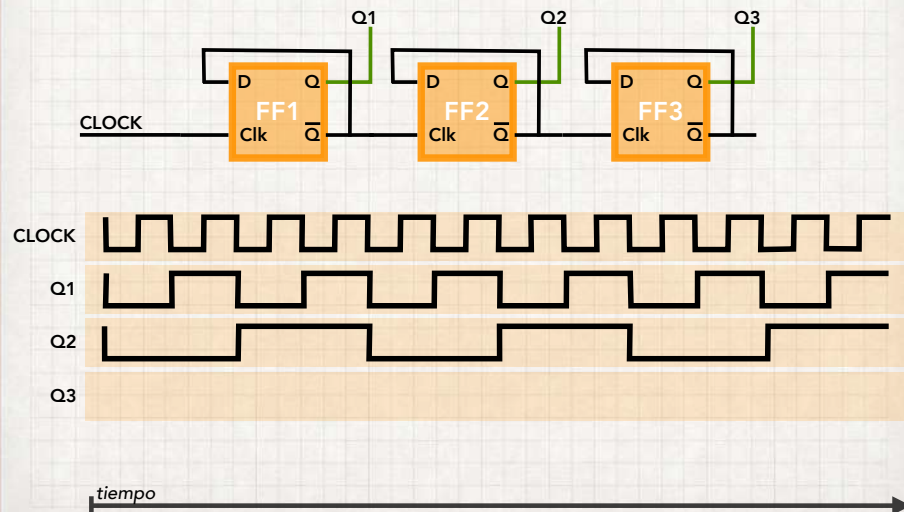 Q1 Q2 Q3
D Q D Q D Q
FF1 FF2 FF3
CLOCK Clk Q̅ Clk Q̅ Clk Q̅
CLOCK
Q1
Q2
Q3
tiempo